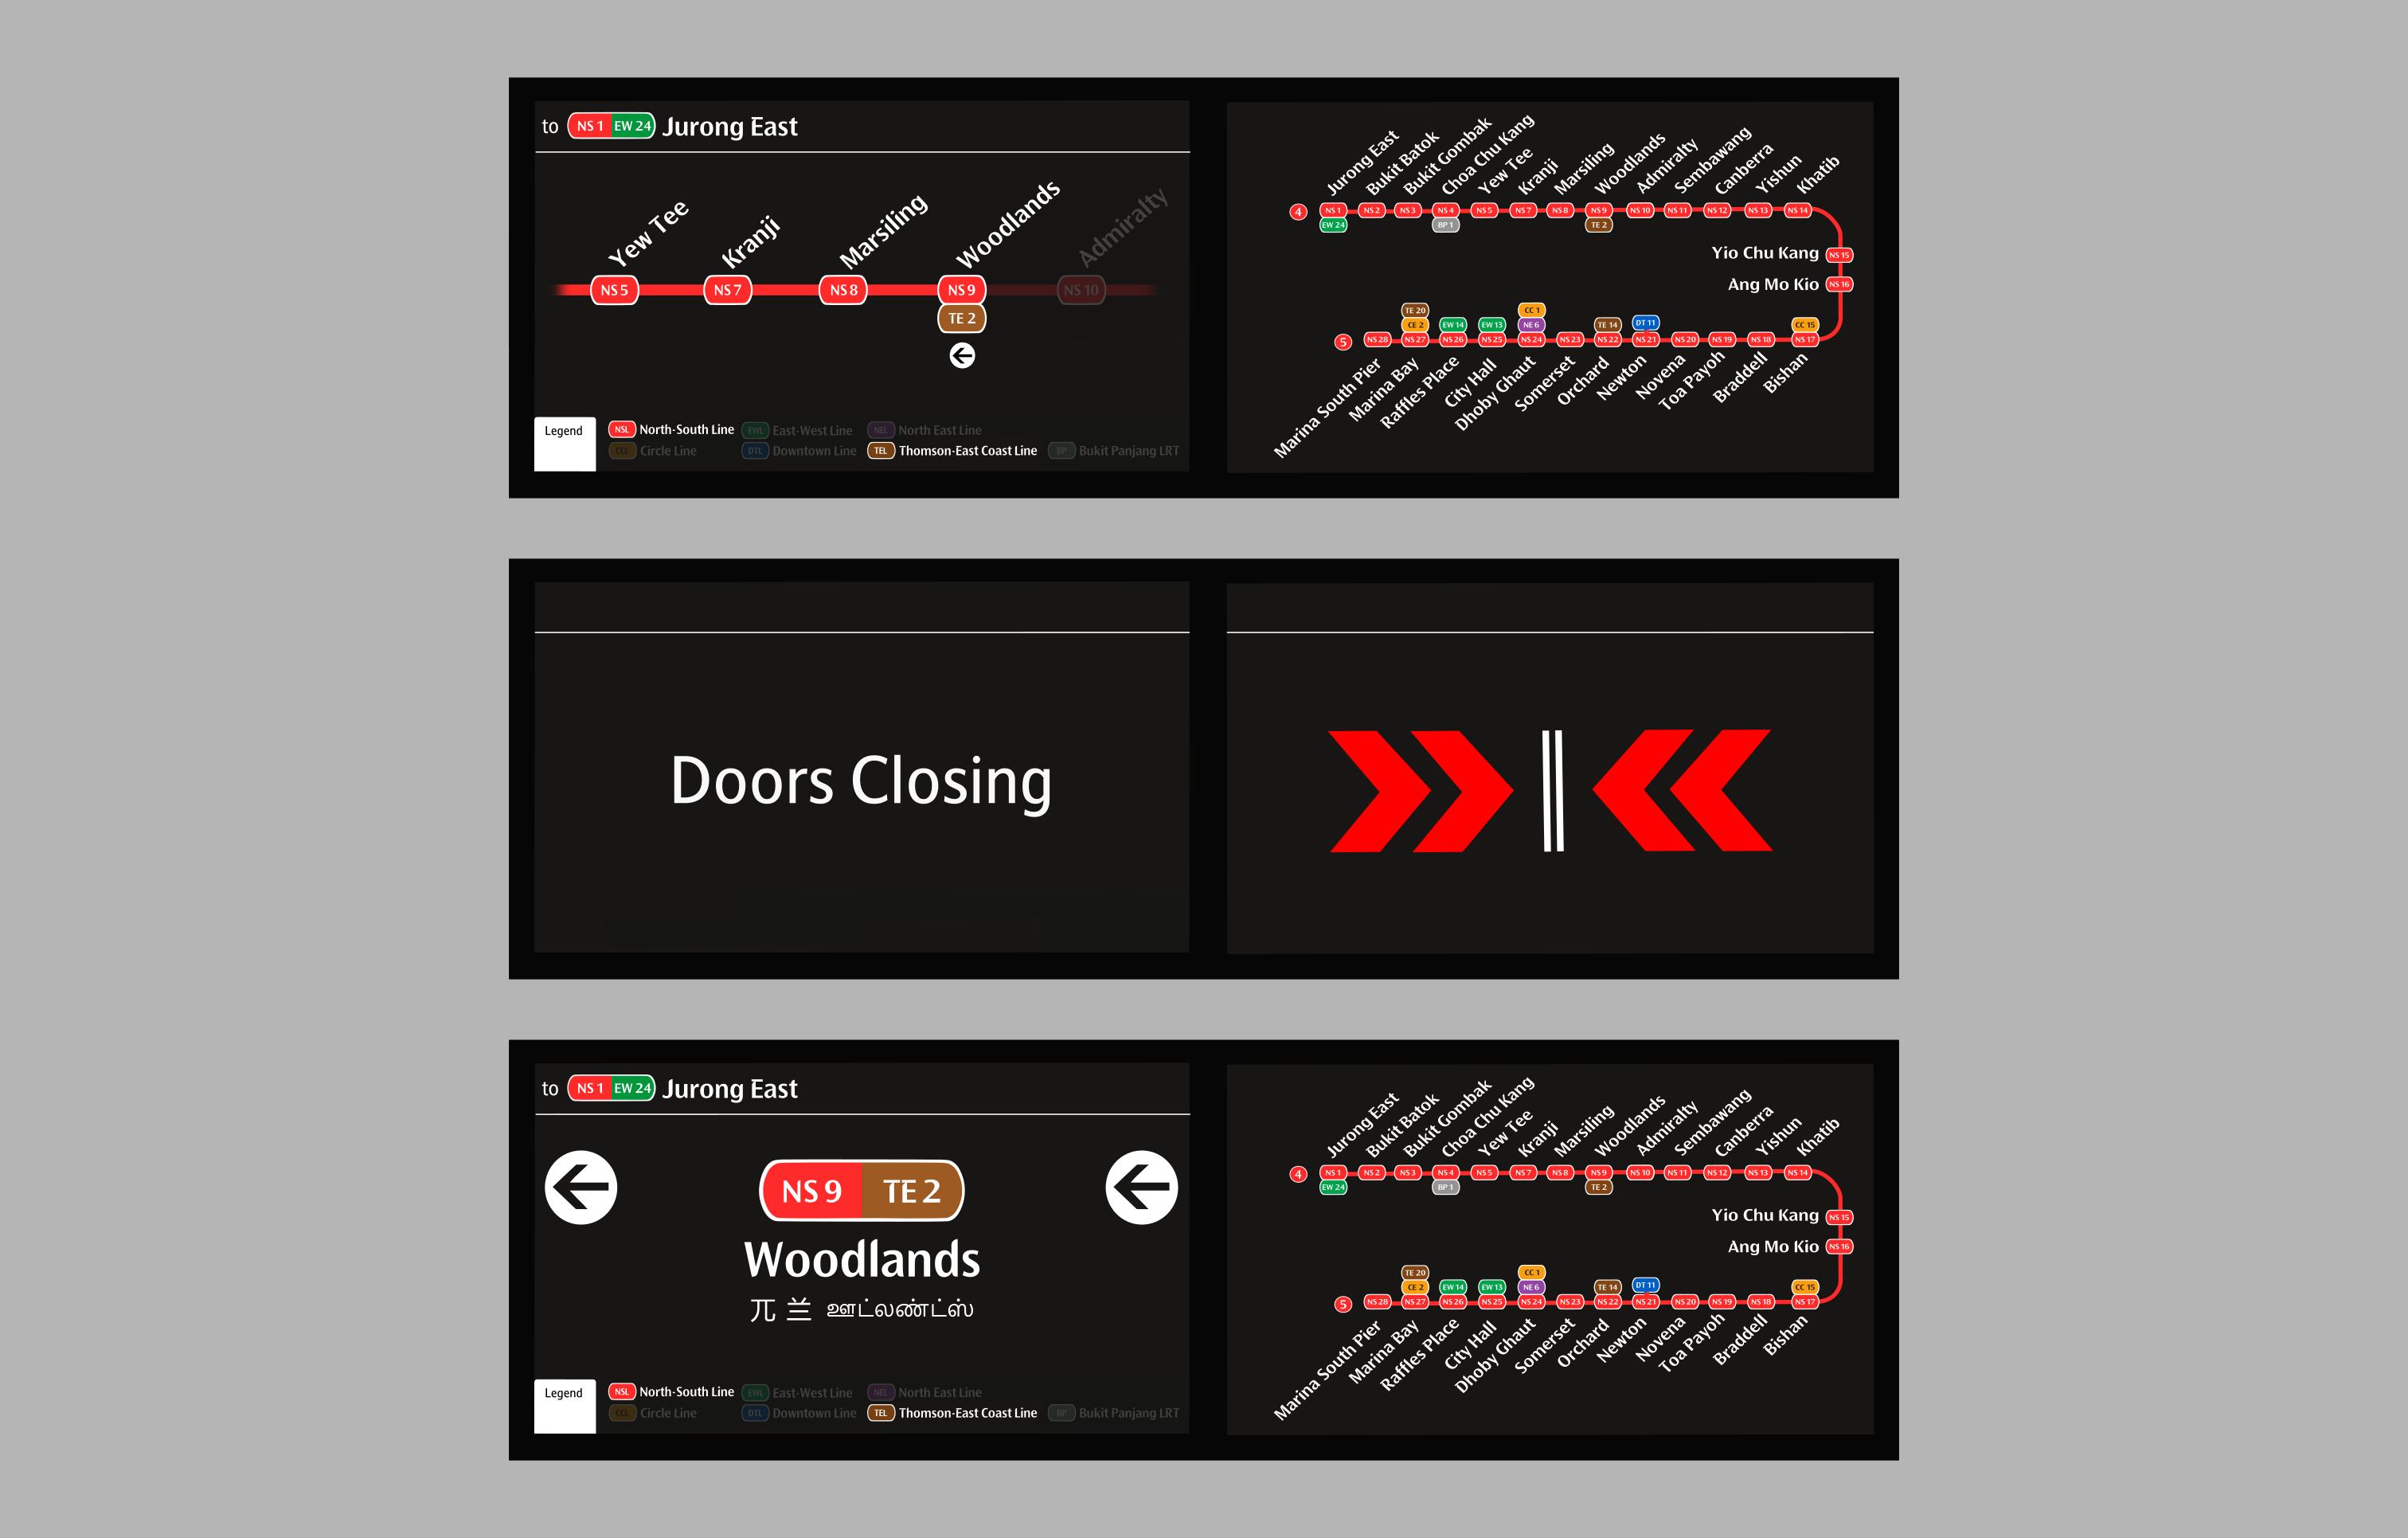 to NS 1 EW 24 Jurong East
Yew Tee Kranji Marsiling Woodlands Admiralty
NS 5 NS 7 NS 8 NS 9 NS 10
TE 2
Legend
NSL North-South Line EWL East-West Line NEL North East Line
CCL Circle Line DTL Downtown Line TEL Thomson-East Coast Line BP Bukit Panjang LRT
Jurong East Bukit Batok Bukit Gombak Choa Chu Kang Yew Tee Kranji Marsiling Woodlands Admiralty Sembawang Canberra Yishun Khatib
4 NS 1 NS 2 NS 3 NS 4 NS 5 NS 7 NS 8 NS 9 NS 10 NS 11 NS 12 NS 13 NS 14
EW 24 BP 1 TE 2
Yio Chu Kang NS 15
Ang Mo Kio NS 16
TE 20 CC 1
CE 2 EW 14 EW 13 NE 6 TE 14 DT 11 CC 15
5 NS 28 NS 27 NS 26 NS 25 NS 24 NS 23 NS 22 NS 21 NS 20 NS 19 NS 18 NS 17
Marina South Pier Marina Bay Raffles Place City Hall Dhoby Ghaut Somerset Orchard Newton Novena Toa Payoh Braddell Bishan
Doors Closing
to NS 1 EW 24 Jurong East
NS 9 TE 2
Woodlands
兀 兰 ஊட்லண்ட்ஸ்
Legend
NSL North-South Line EWL East-West Line NEL North East Line
CCL Circle Line DTL Downtown Line TEL Thomson-East Coast Line BP Bukit Panjang LRT
Jurong East Bukit Batok Bukit Gombak Choa Chu Kang Yew Tee Kranji Marsiling Woodlands Admiralty Sembawang Canberra Yishun Khatib
4 NS 1 NS 2 NS 3 NS 4 NS 5 NS 7 NS 8 NS 9 NS 10 NS 11 NS 12 NS 13 NS 14
EW 24 BP 1 TE 2
Yio Chu Kang NS 15
Ang Mo Kio NS 16
TE 20 CC 1
CE 2 EW 14 EW 13 NE 6 TE 14 DT 11 CC 15
5 NS 28 NS 27 NS 26 NS 25 NS 24 NS 23 NS 22 NS 21 NS 20 NS 19 NS 18 NS 17
Marina South Pier Marina Bay Raffles Place City Hall Dhoby Ghaut Somerset Orchard Newton Novena Toa Payoh Braddell Bishan